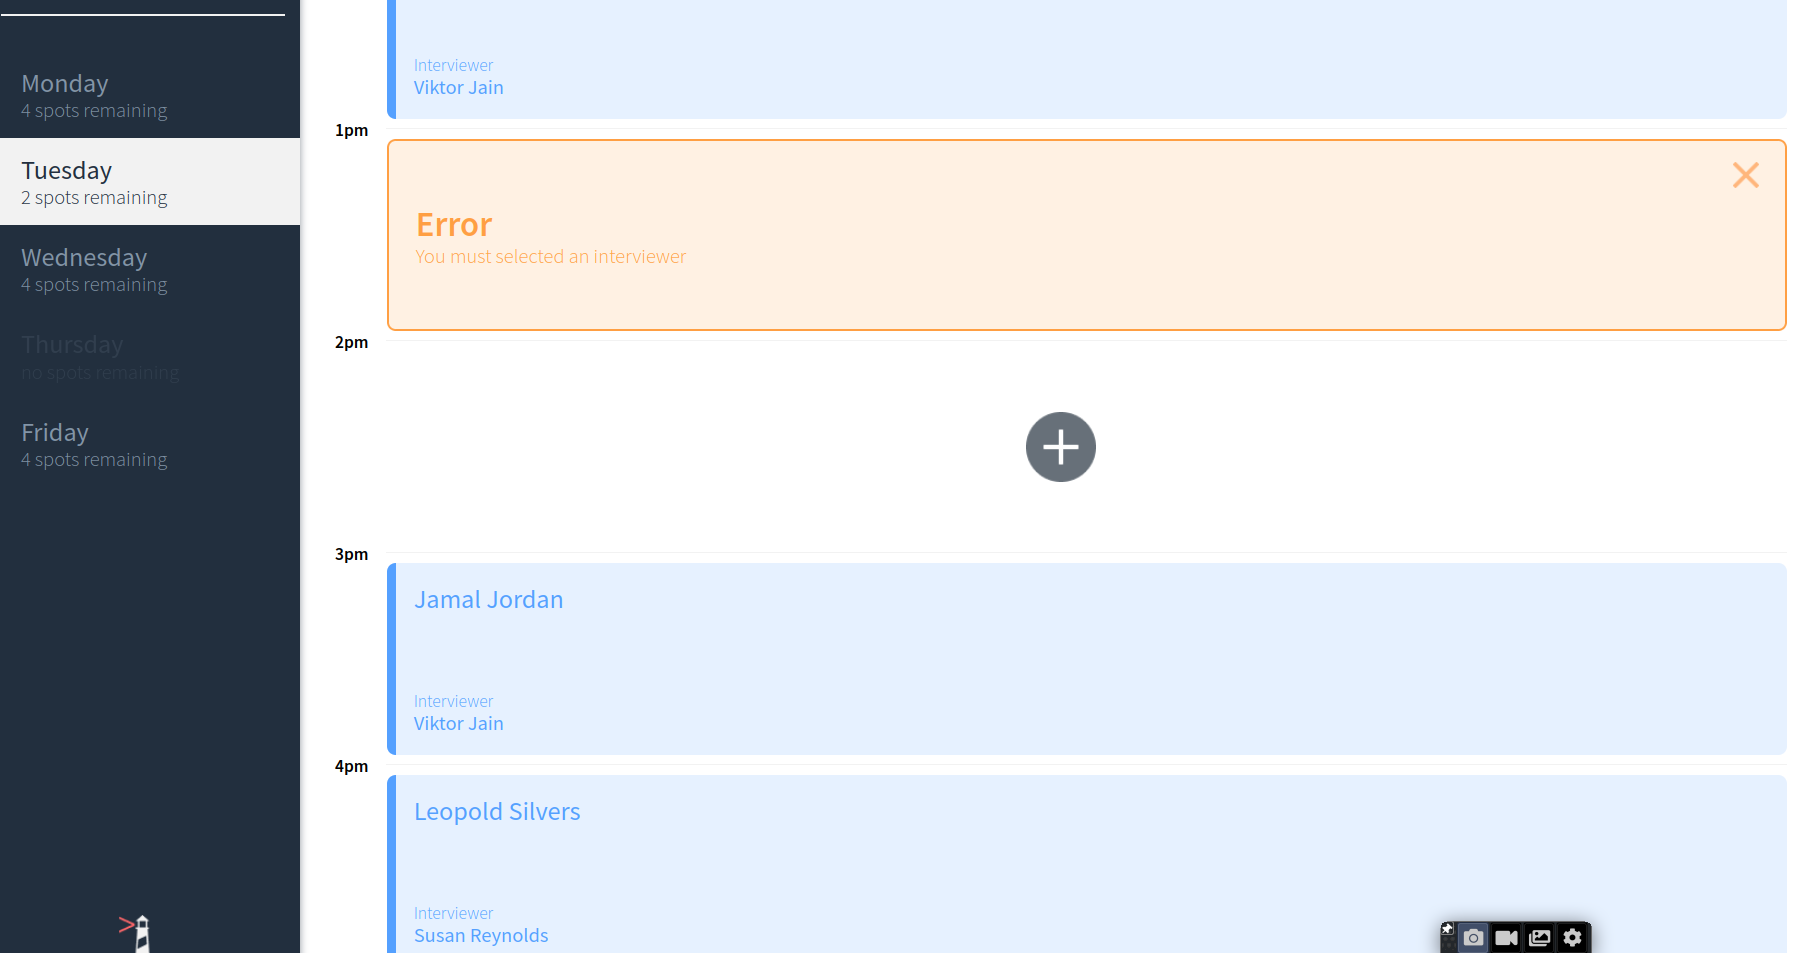 Monday
4 spots remaining
Tuesday
2 spots remaining
Wednesday
4 spots remaining
Thursday
no spots remaining
Friday
4 spots remaining
Interviewer
Viktor Jain
1pm
Error
You must selected an interviewer
2pm
3pm
Jamal Jordan
Interviewer
Viktor Jain
4pm
Leopold Silvers
Interviewer
Susan Reynolds